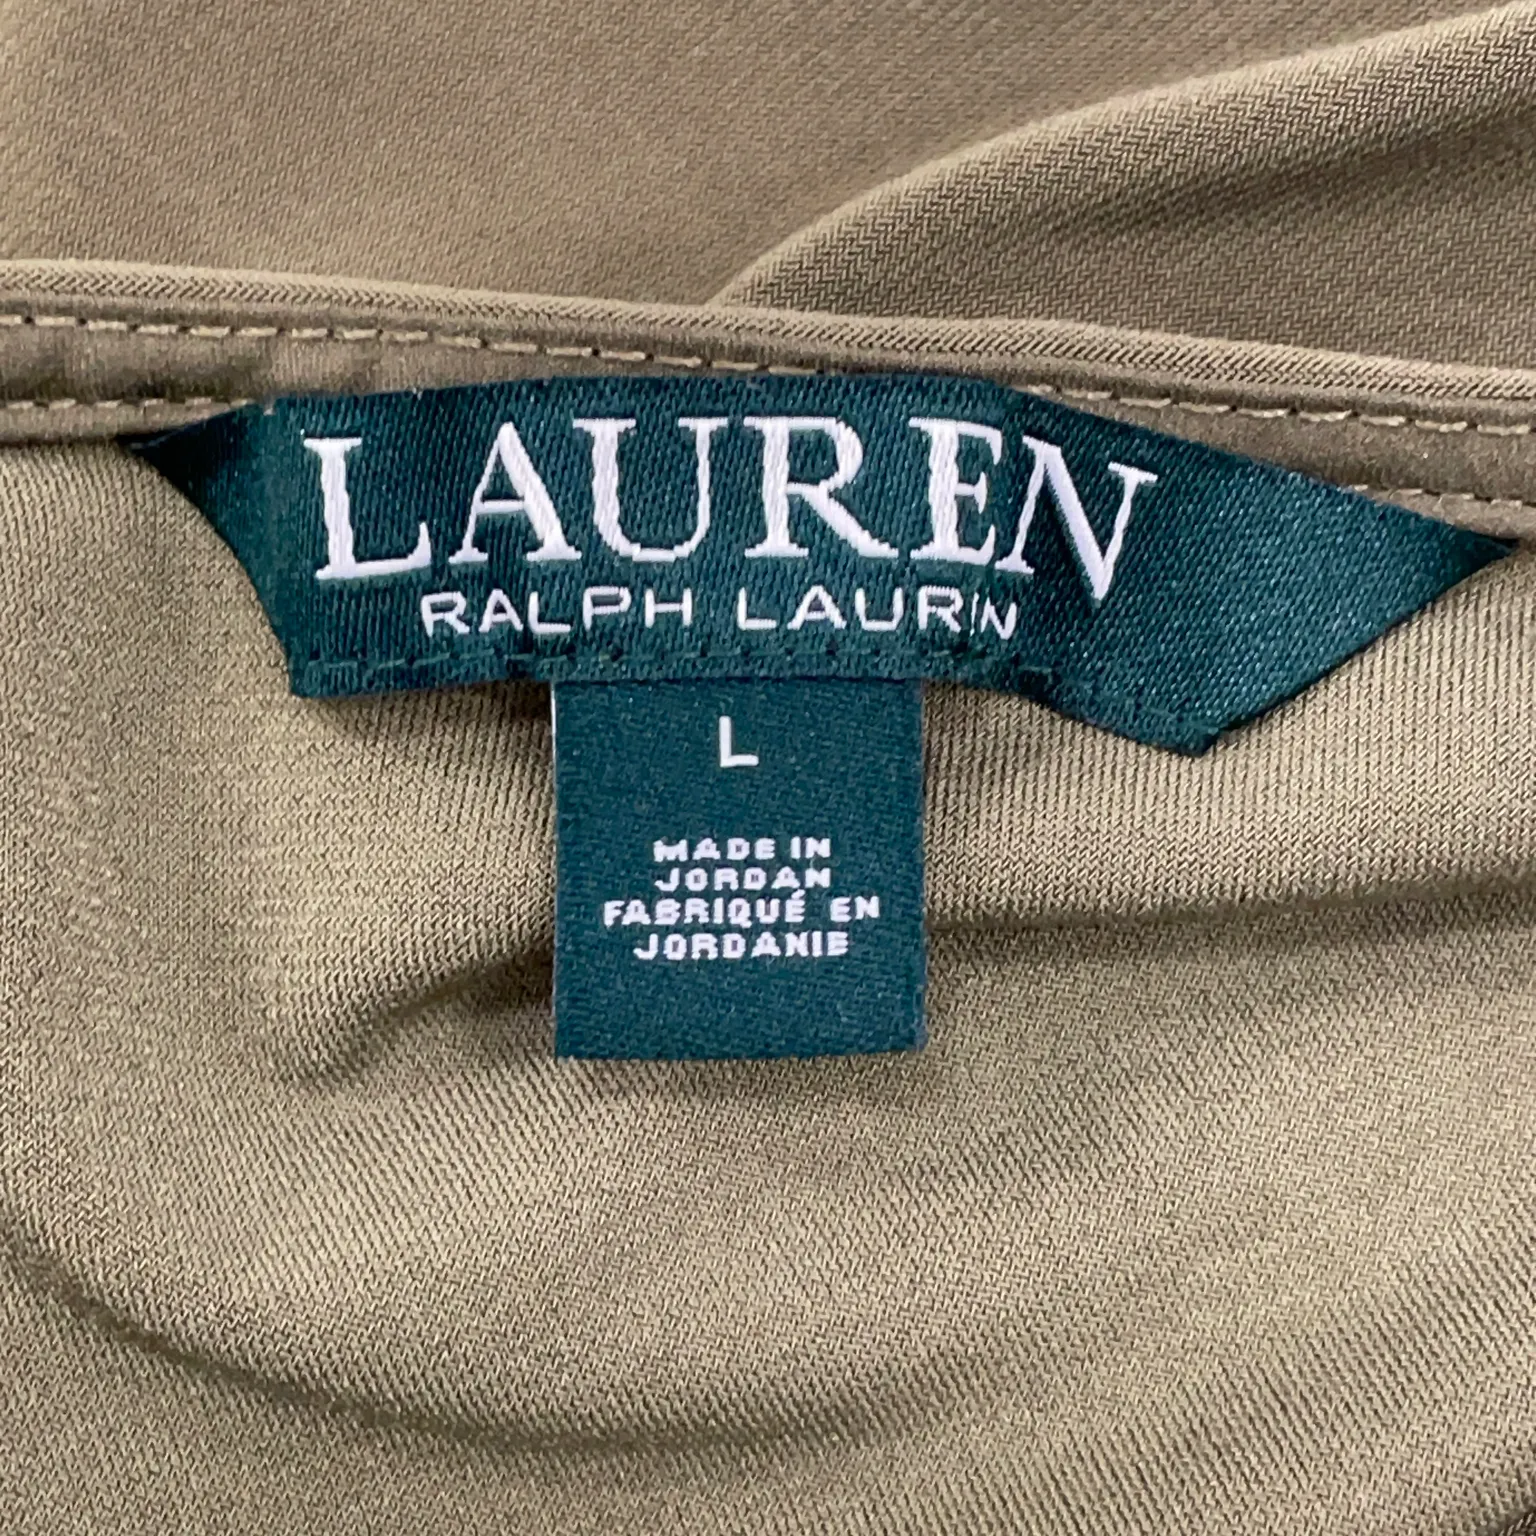 LAUREN
RALPH LAUREN
L
MADE IN
JORDAN
FABRIQUÉ EN
JORDANIE